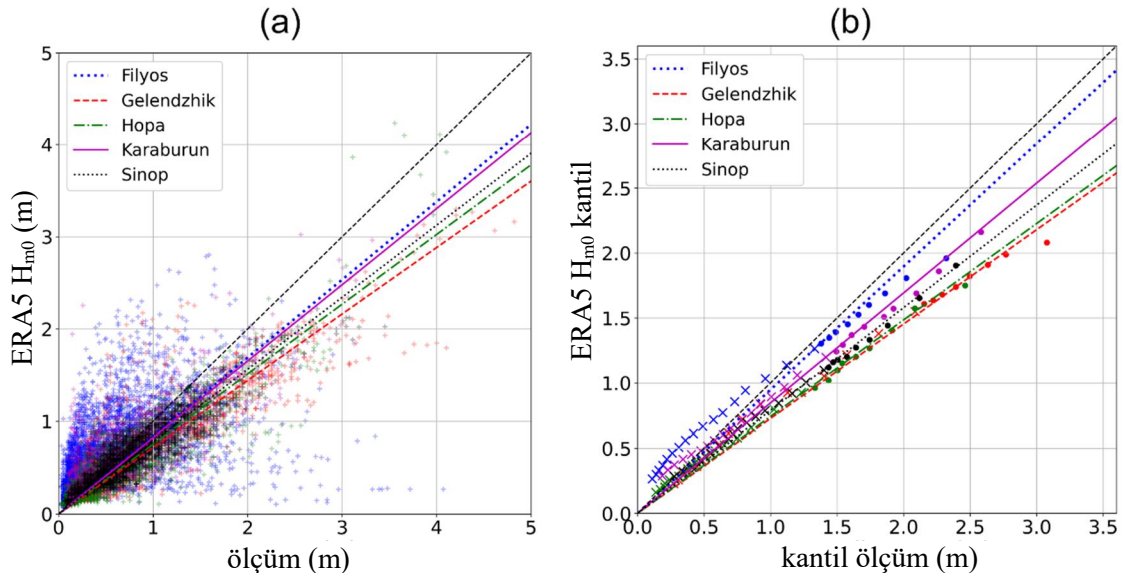 (a)
5
4
3
2
1
0
0
1
2
3
4
5
ERA5 H_m0 (m)
ölçüm (m)
Filyos
Gelendzhik
Hopa
Karaburun
Sinop
(b)
3.5
3.0
2.5
2.0
1.5
1.0
0.5
0.0
0.0
0.5
1.0
1.5
2.0
2.5
3.0
3.5
ERA5 H_m0 kantil
kantil ölçüm (m)
Filyos
Gelendzhik
Hopa
Karaburun
Sinop